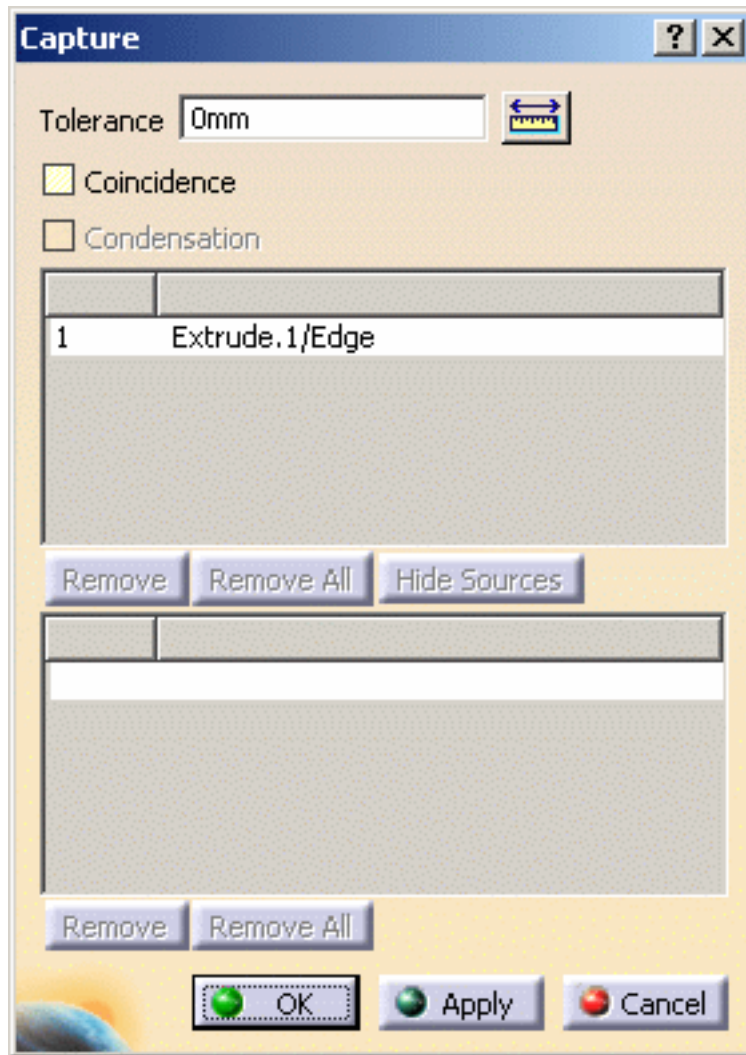 Capture
Tolerance 0mm
Coincidence
Condensation
1 Extrude.1/Edge
Remove Remove All Hide Sources
Remove Remove All
OK Apply Cancel